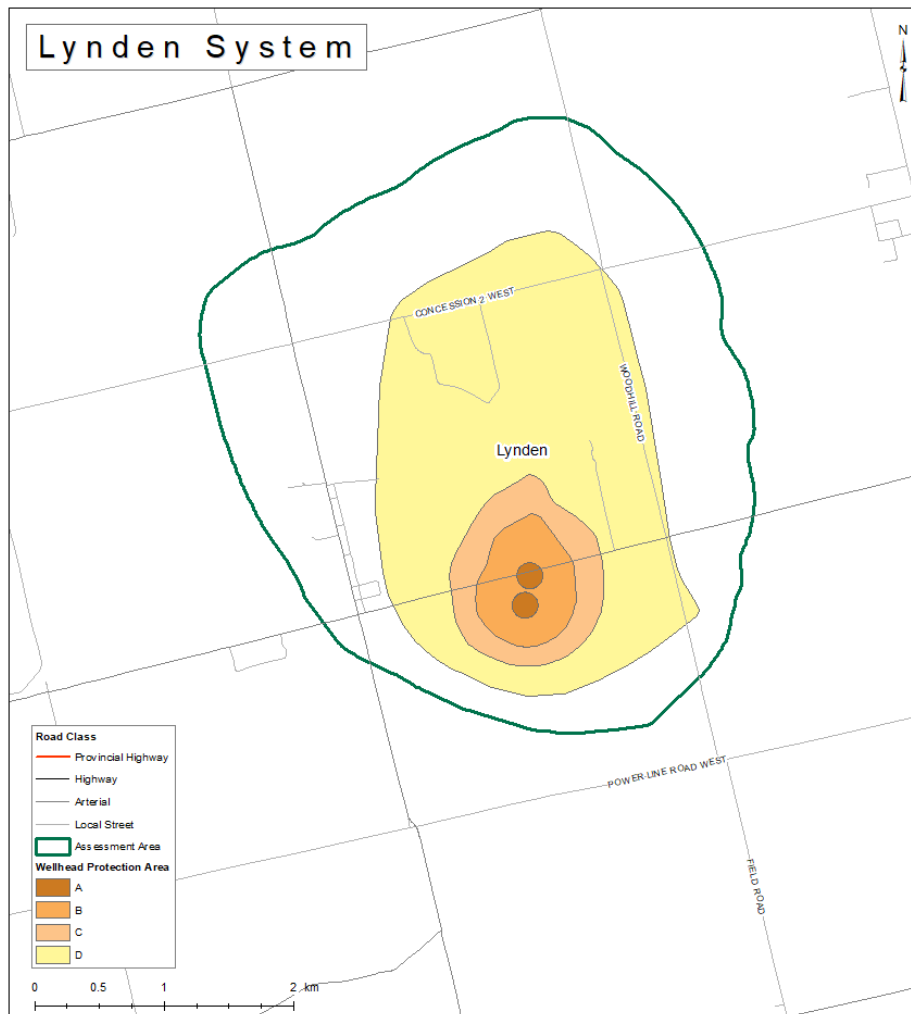 Lynden System
N
CONCESSION 2 WEST
WOODHILL ROAD
Lynden
POWER LINE ROAD WEST
FIELD ROAD
Road Class
Provincial Highway
Highway
Arterial
Local Street
Assessment Area
Wellhead Protection Area
A
B
C
D
0 0.5 1 2 km